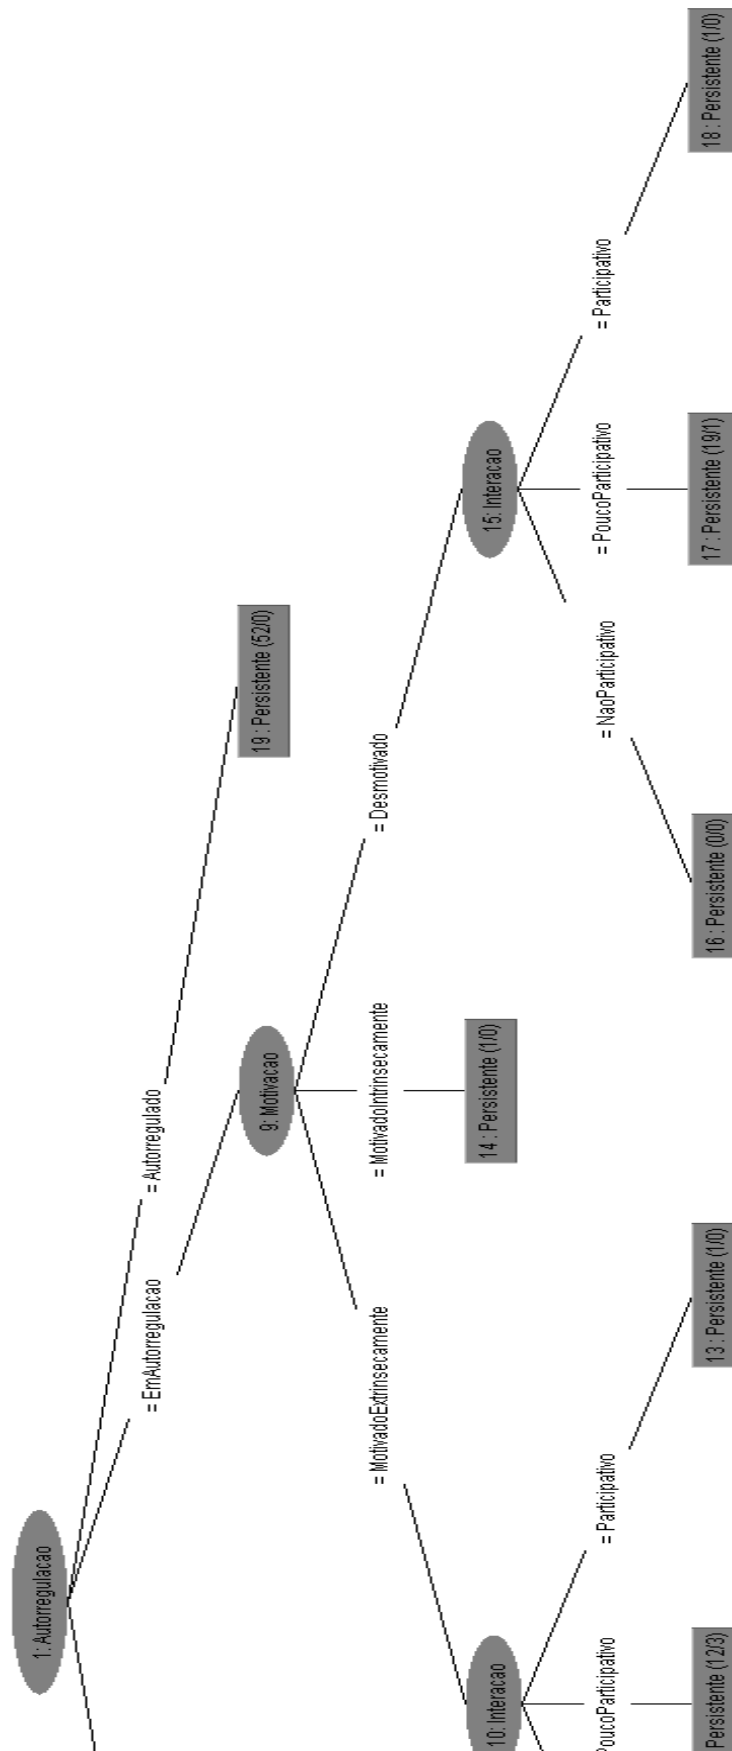 1: Autorregulacao
= EmAutorregulacao
= Autorregulado
9: Motivacao
19 : Persistente (52/0)
= MotivadoExtrinsecamente
= MotivadoIntrinsecamente
= Desmotivado
10: Interacao
14 : Persistente (1/0)
15: Interacao
PoucoParticipativo
= Participativo
= NaoParticipativo
= PoucoParticipativo
= Participativo
Persistente (12/3)
13 : Persistente (1/0)
16 : Persistente (0/0)
17 : Persistente (19/1)
18 : Persistente (1/0)